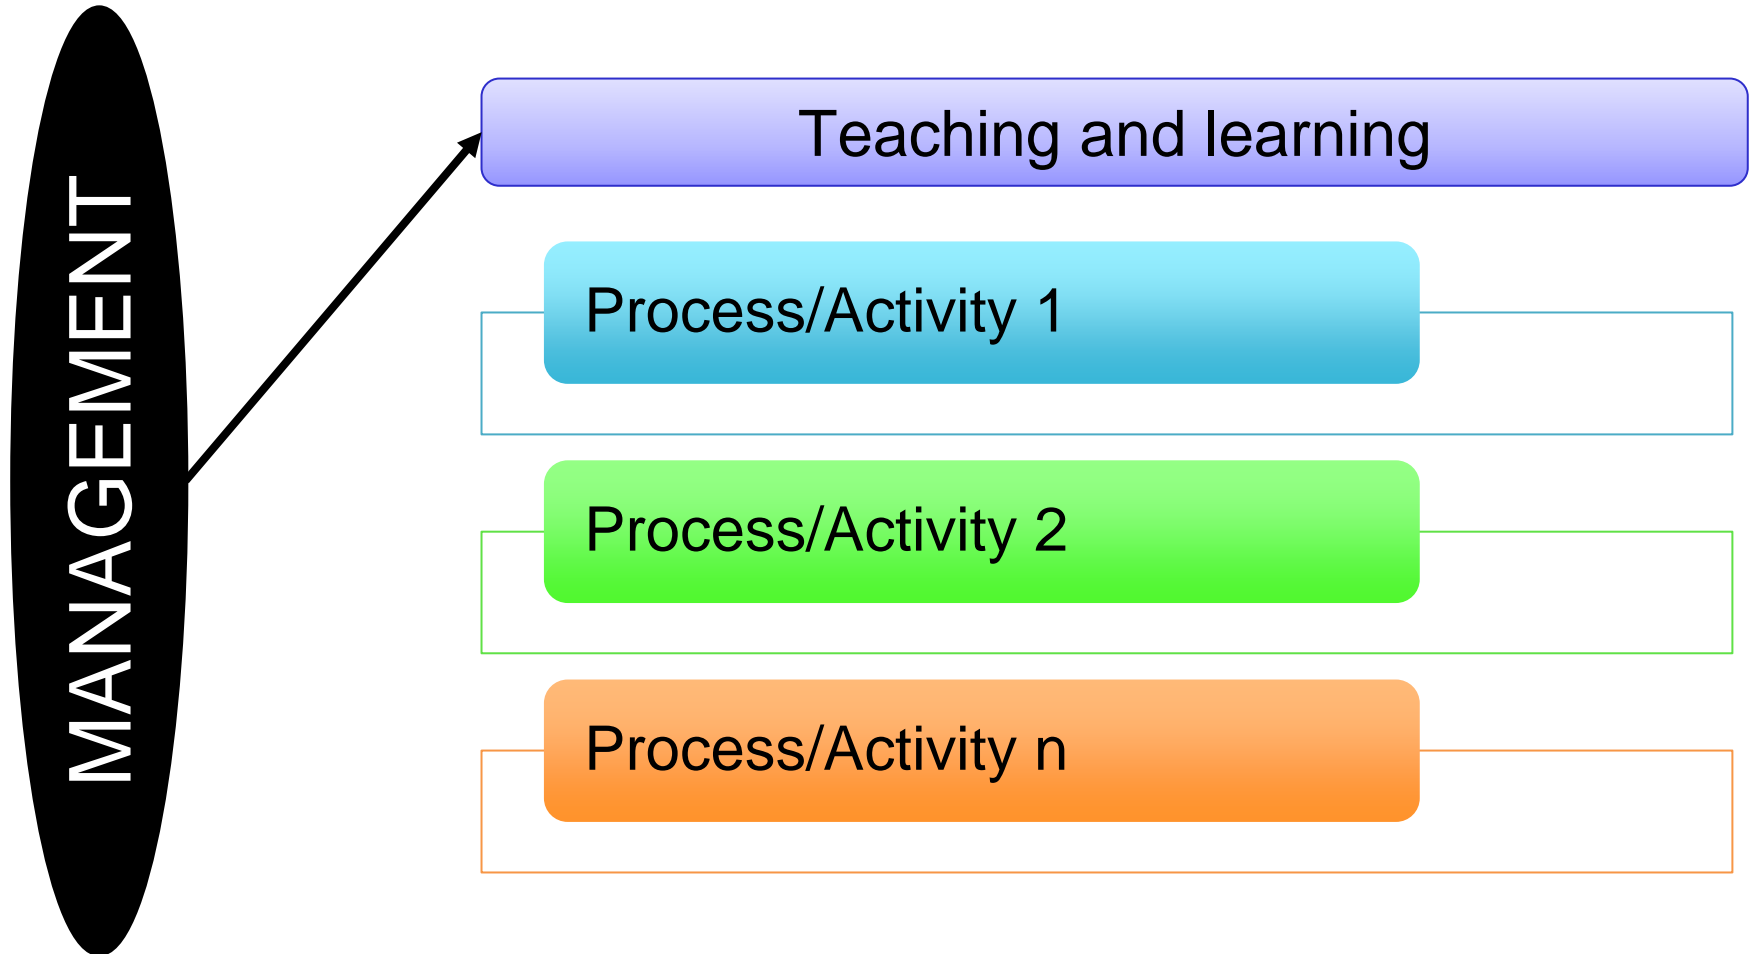 MANAGEMENT
Teaching and learning
Process/Activity 1
Process/Activity 2
Process/Activity n